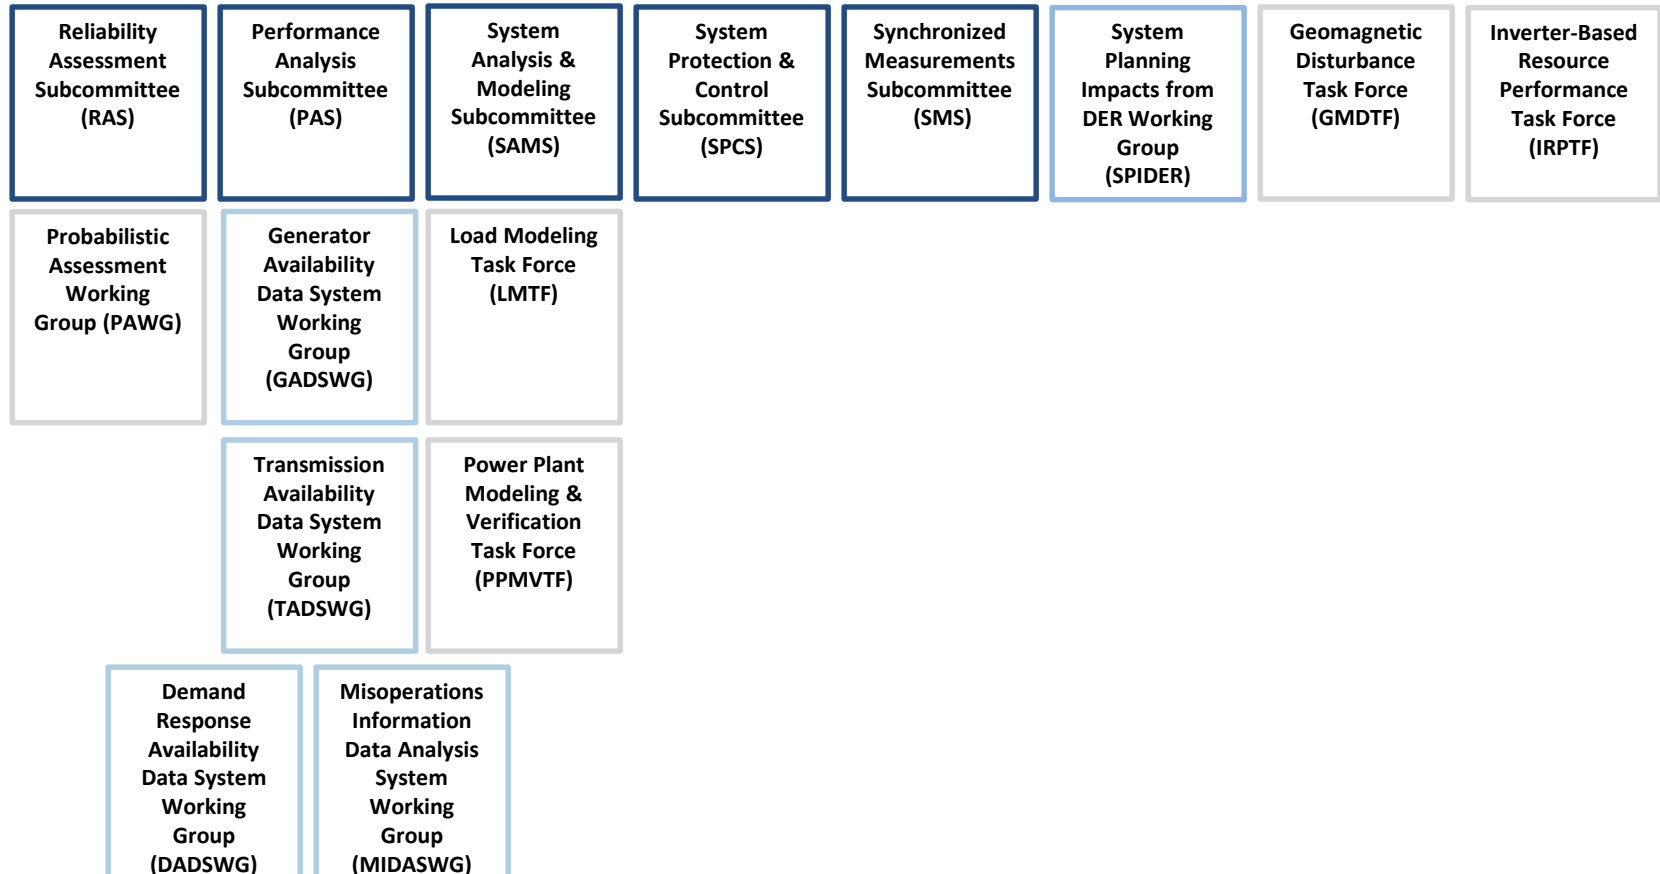 Reliability
Assessment
Subcommittee
(RAS)
Performance
Analysis
Subcommittee
(PAS)
System
Analysis &
Modeling
Subcommittee
(SAMS)
System
Protection &
Control
Subcommittee
(SPCS)
Synchronized
Measurements
Subcommittee
(SMS)
System
Planning
Impacts from
DER Working
Group
(SPIDER)
Geomagnetic
Disturbance
Task Force
(GMDTF)
Inverter-Based
Resource
Performance
Task Force
(IRPTF)
Probabilistic
Assessment
Working
Group (PAWG)
Generator
Availability
Data System
Working
Group
(GADSWG)
Load Modeling
Task Force
(LMTF)
Transmission
Availability
Data System
Working
Group
(TADSWG)
Power Plant
Modeling &
Verification
Task Force
(PPMVTF)
Demand
Response
Availability
Data System
Working
Group
(DADSWG)
Misoperations
Information
Data Analysis
System
Working
Group
(MIDASWG)